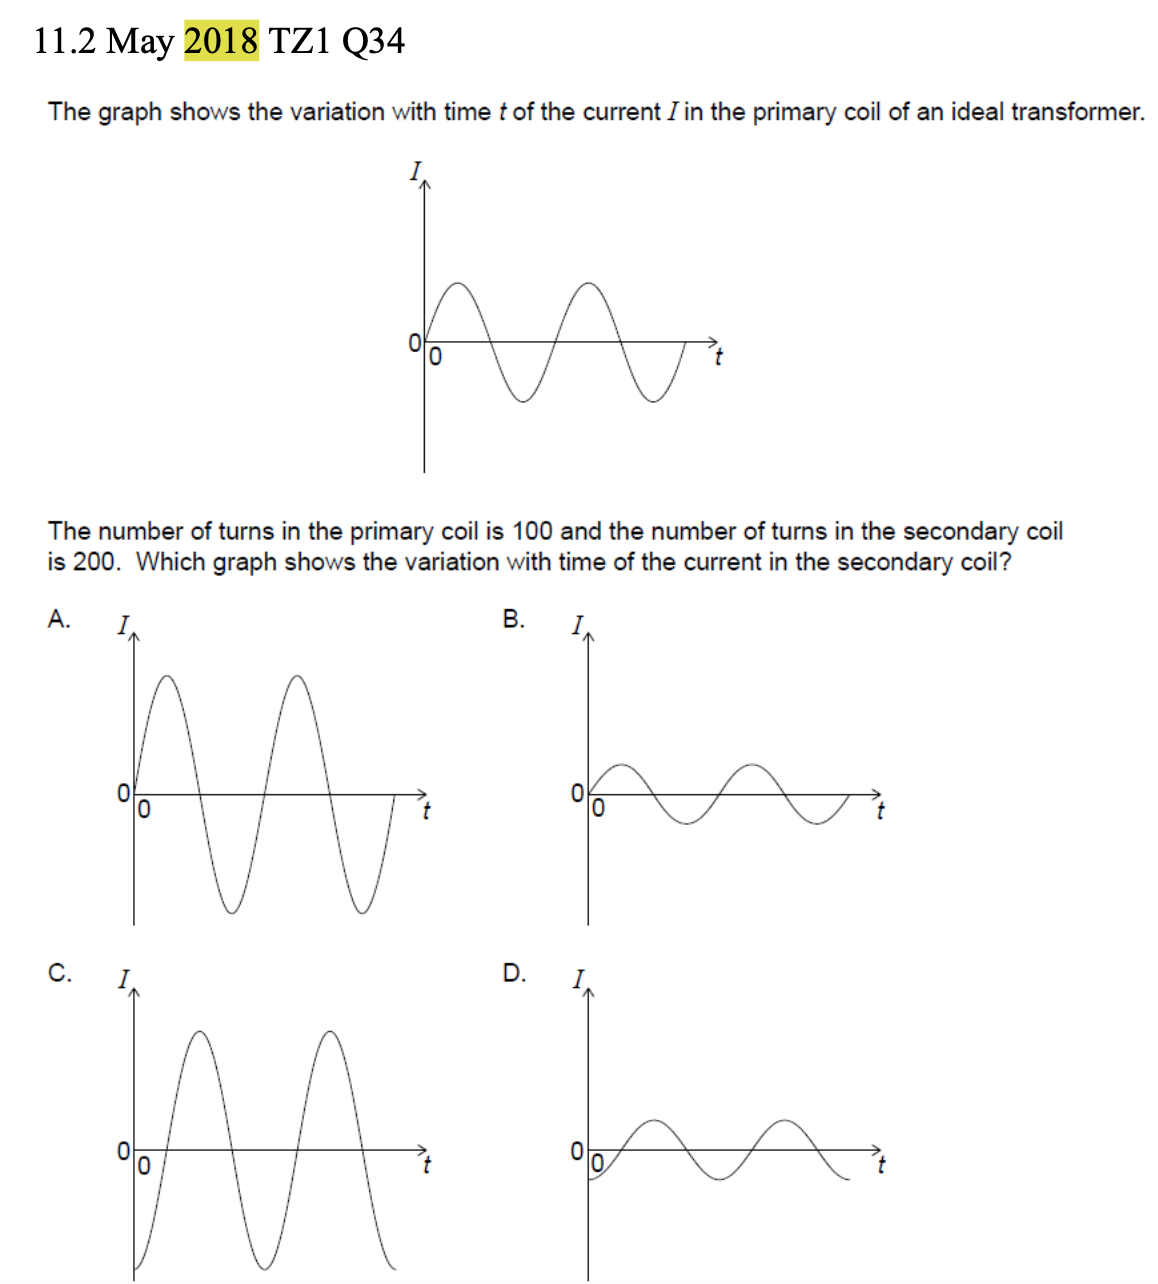 11.2 May 2018 TZ1 Q34
The graph shows the variation with time t of the current I in the primary coil of an ideal transformer.
I
0
0
t
The number of turns in the primary coil is 100 and the number of turns in the secondary coil
is 200. Which graph shows the variation with time of the current in the secondary coil?
A.
I
0
0
t
B.
I
0
0
t
C.
I
0
0
t
D.
I
0
0
t